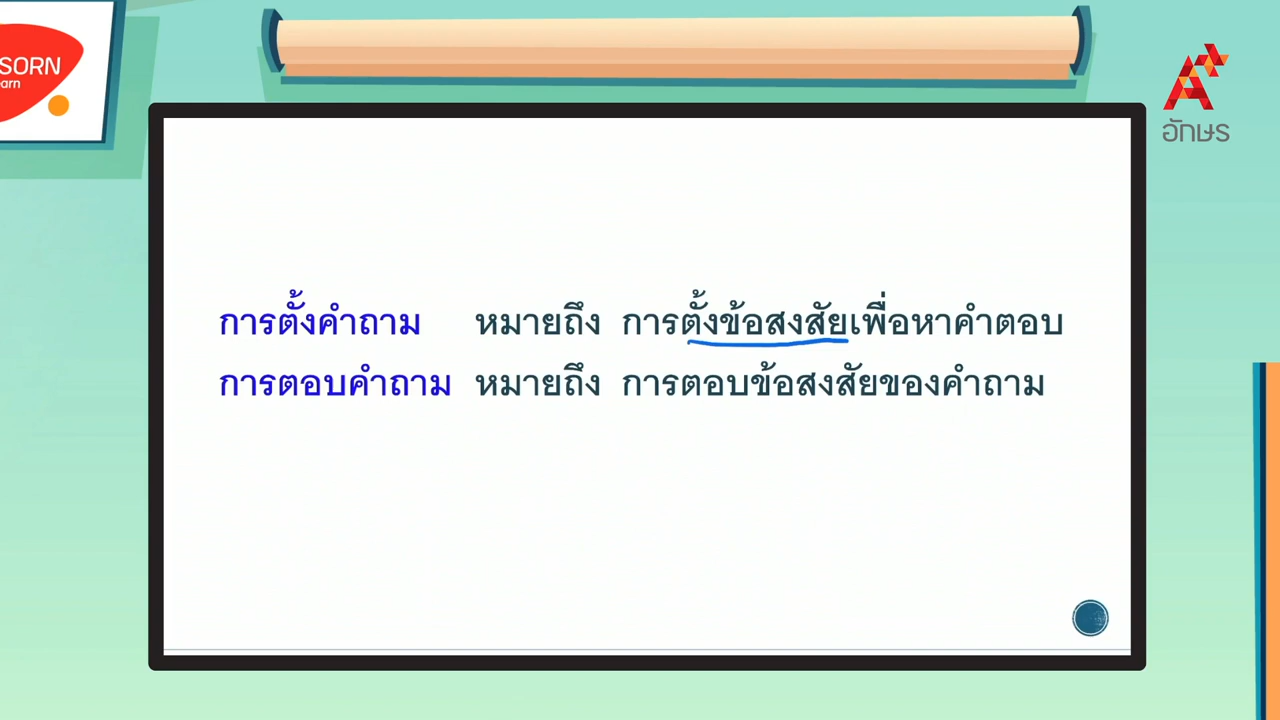 SORN
earn
อักษร
การตั้งคำถาม หมายถึง การตั้งข้อสงสัยเพื่อหาคำตอบ
การตอบคำถาม หมายถึง การตอบข้อสงสัยของคำถาม